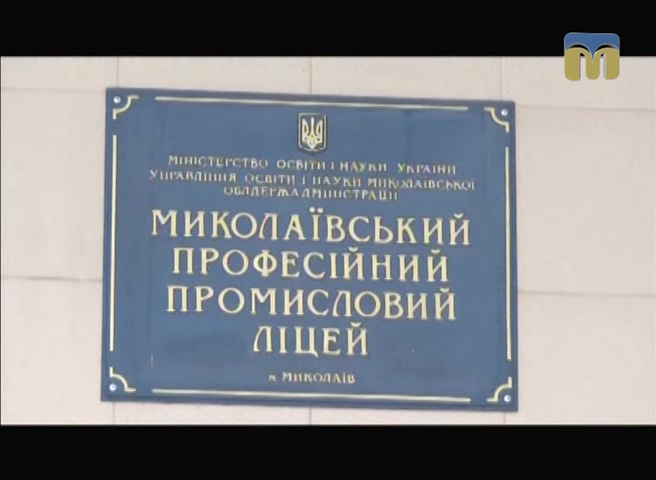 МІНІСТЕРСТВО ОСВІТИ І НАУКИ УКРАЇНИ
УПРАВЛІННЯ ОСВІТИ І НАУКИ МИКОЛАЇВСЬКОЇ
ОБЛДЕРЖАДМІНІСТРАЦІЇ
МИКОЛАЇВСЬКИЙ
ПРОФЕСІЙНИЙ
ПРОМИСЛОВИЙ
ЛІЦЕЙ
м. МИКОЛАЇВ